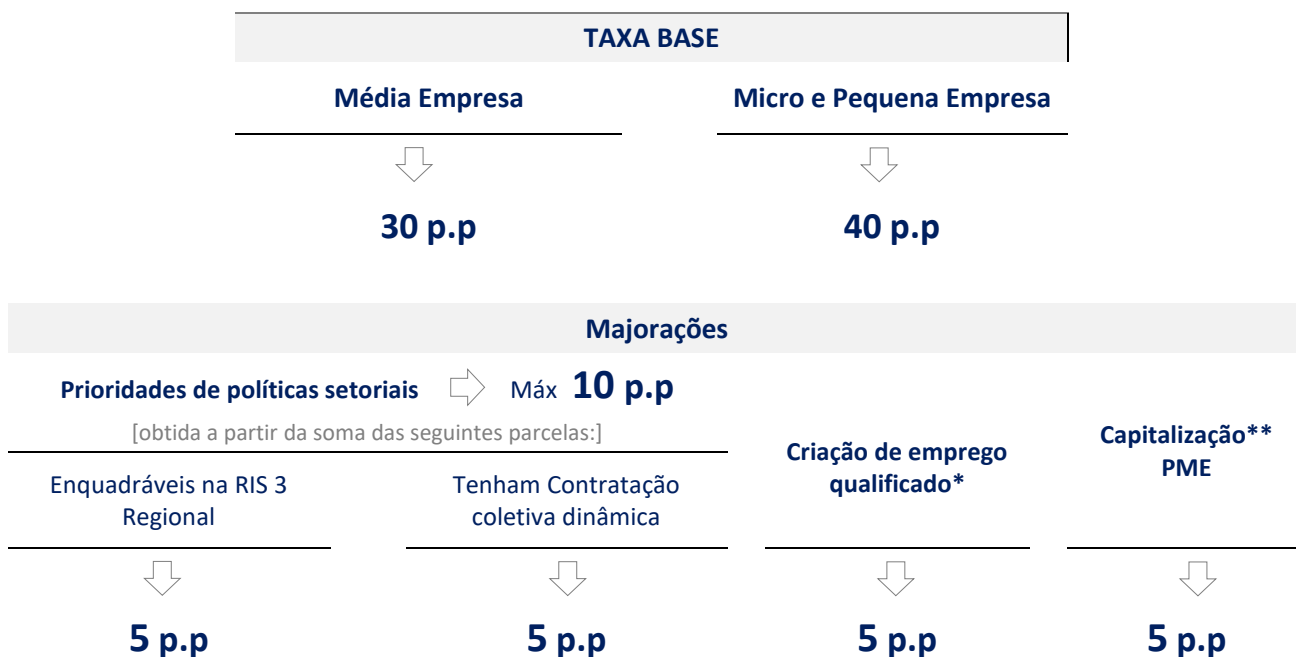 TAXA BASE
Média Empresa
Micro e Pequena Empresa
30 p.p
40 p.p
Majorações
Prioridades de políticas setoriais Máx 10 p.p
[obtida a partir da soma das seguintes parcelas:]
Enquadráveis na RIS 3
Regional
Tenham Contratação
coletiva dinâmica
Criação de emprego
qualificado*
Capitalização**
PME
5 p.p
5 p.p
5 p.p
5 p.p